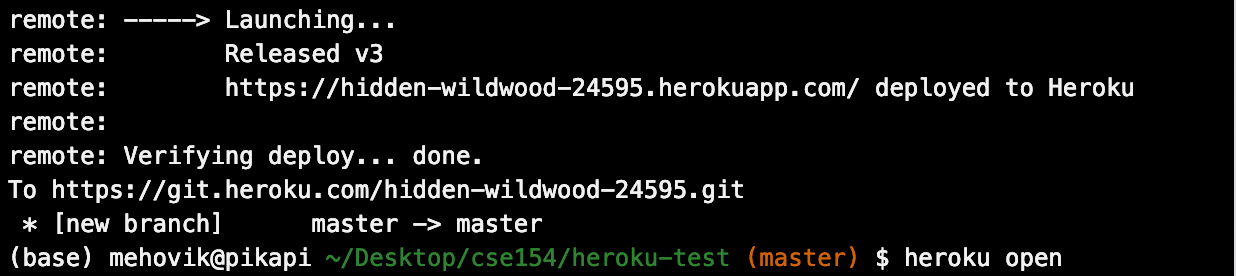 remote: -----> Launching...
remote:        Released v3
remote:        https://hidden-wildwood-24595.herokuapp.com/ deployed to Heroku
remote:
remote: Verifying deploy... done.
To https://git.heroku.com/hidden-wildwood-24595.git
 * [new branch]      master -> master
(base) mehovik@pikapi ~/Desktop/cse154/heroku-test (master) $ heroku open